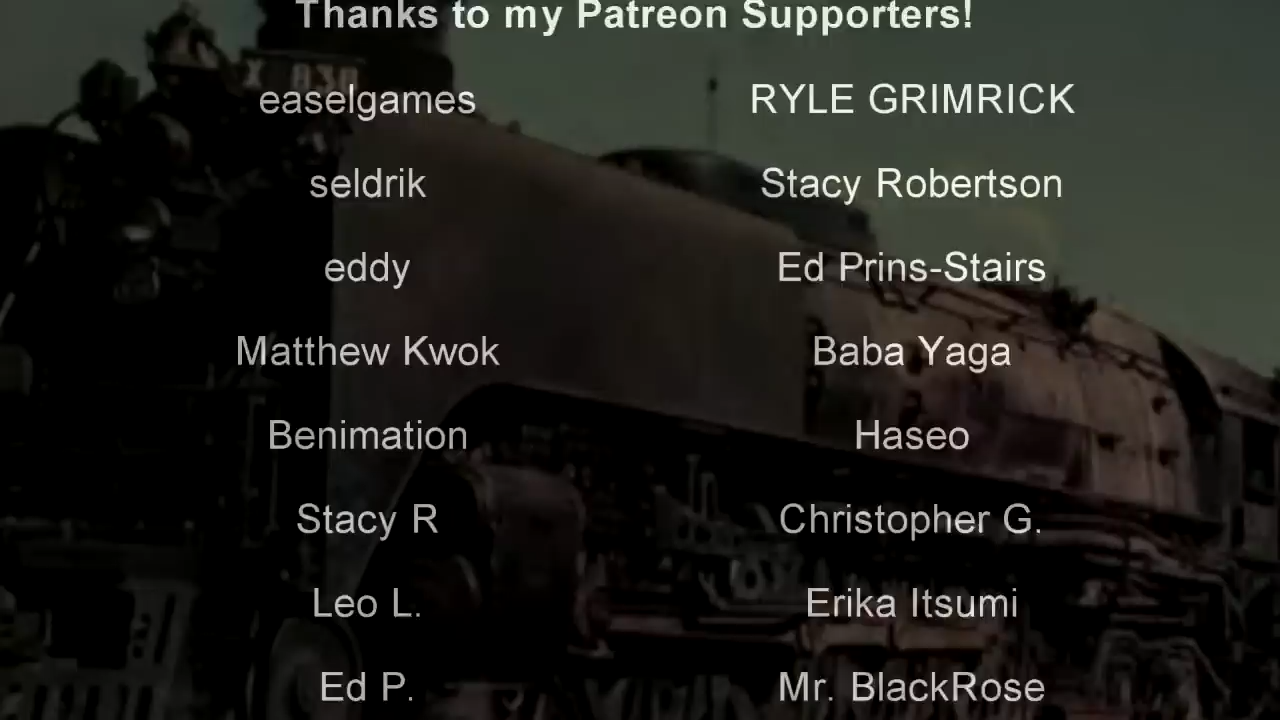 Thanks to my Patreon Supporters!
X 838
easelgames RYLE GRIMRICK
seldrik Stacy Robertson
eddy Ed Prins-Stairs
Matthew Kwok Baba Yaga
Benimation Haseo
Stacy R Christopher G.
Leo L. Erika Itsumi
Ed P. Mr. BlackRose